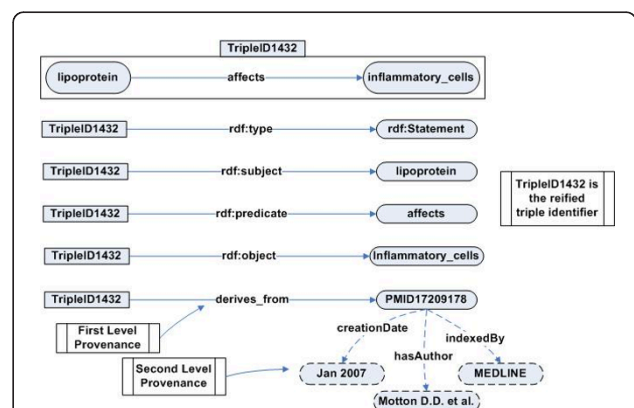 TripleID1432
lipoprotein affects inflammatory_cells
TripleID1432 rdf:type rdf:Statement
TripleID1432 rdf:subject lipoprotein
TripleID1432 is
the reified
triple identifier
TripleID1432 rdf:predicate affects
TripleID1432 rdf:object Inflammatory_cells
TripleID1432 derives_from PMID17209178
First Level
Provenance
creationDate
hasAuthor
indexedBy
Second Level
Provenance
Jan 2007
MEDLINE
Motton D.D. et al.